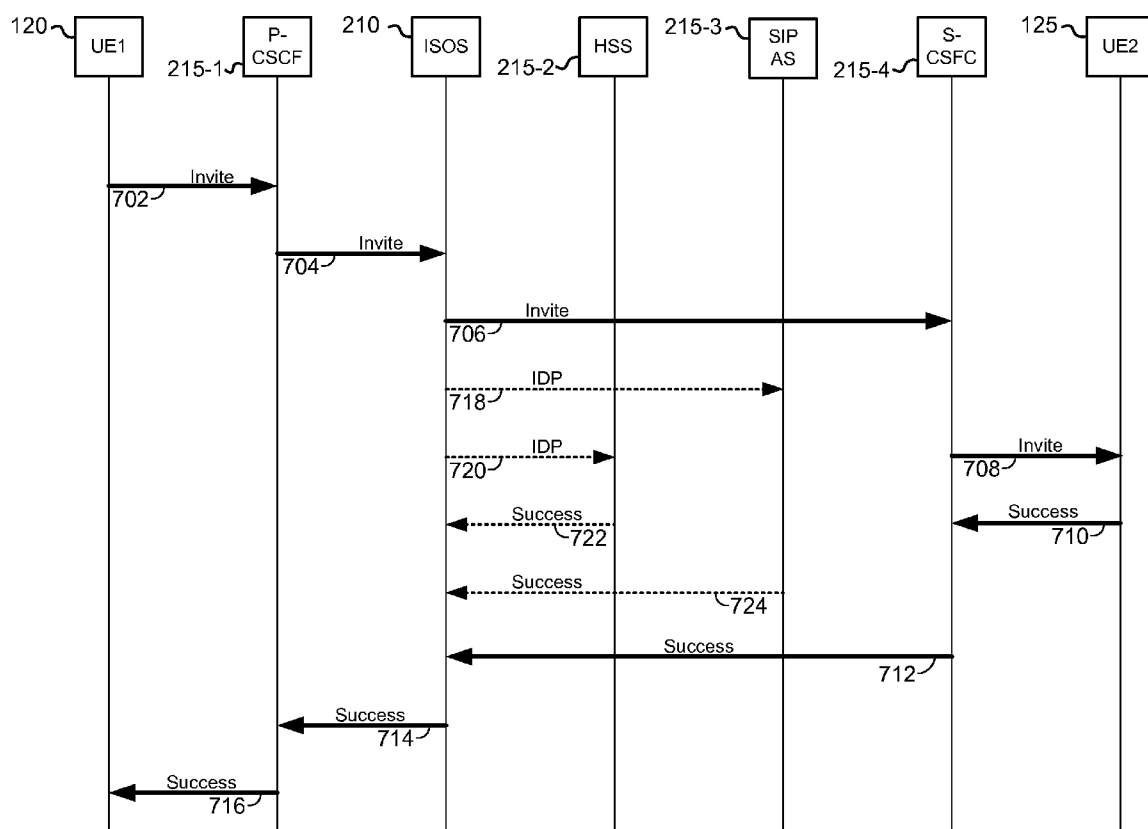 120
UE1
P-
CSCF
215-1
210
ISOS
215-2
HSS
215-3
SIP
AS
215-4
S-
CSFC
125
UE2
Invite
702
Invite
704
Invite
706
IDP
718
IDP
720
Invite
708
Success
722
Success
710
Success
724
Success
712
Success
714
Success
716